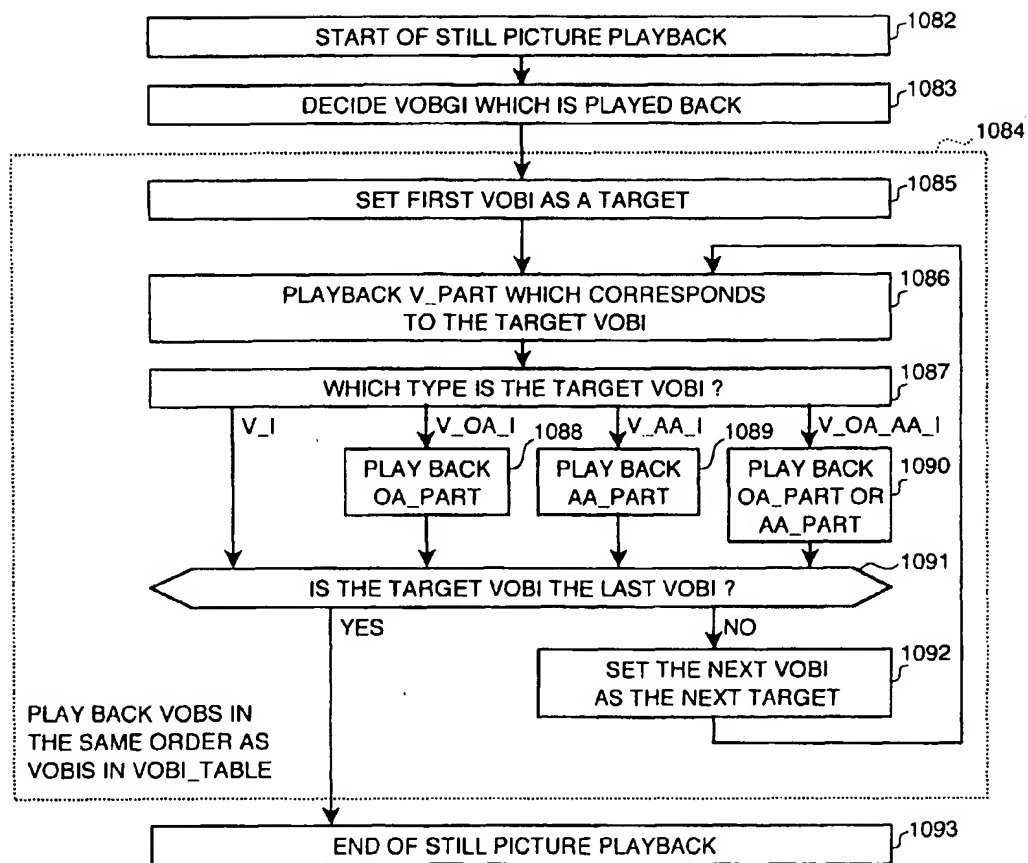 START OF STILL PICTURE PLAYBACK
1082
DECIDE VOBGI WHICH IS PLAYED BACK
1083
1084
SET FIRST VOBI AS A TARGET
1085
PLAYBACK V_PART WHICH CORRESPONDS
TO THE TARGET VOBI
1086
WHICH TYPE IS THE TARGET VOBI ?
1087
V_I
V_OA_I
1088
V_AA_I
1089
V_OA_AA_I
PLAY BACK
OA_PART
PLAY BACK
AA_PART
PLAY BACK
OA_PART OR
AA_PART
1090
IS THE TARGET VOBI THE LAST VOBI ?
1091
YES
NO
SET THE NEXT VOBI
AS THE NEXT TARGET
1092
PLAY BACK VOBS IN
THE SAME ORDER AS
VOBIS IN VOBI_TABLE
END OF STILL PICTURE PLAYBACK
1093